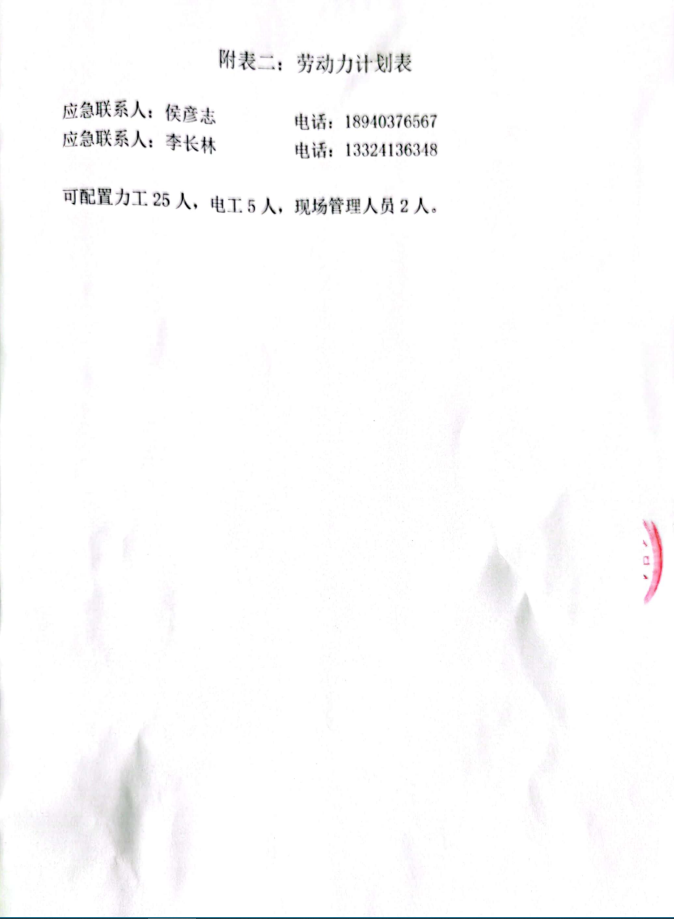 附表二：劳动力计划表
应急联系人：侯彦志 电话：18940376567
应急联系人：李长林 电话：13324136348
可配置力工 25 人，电工 5 人，现场管理人员 2 人。